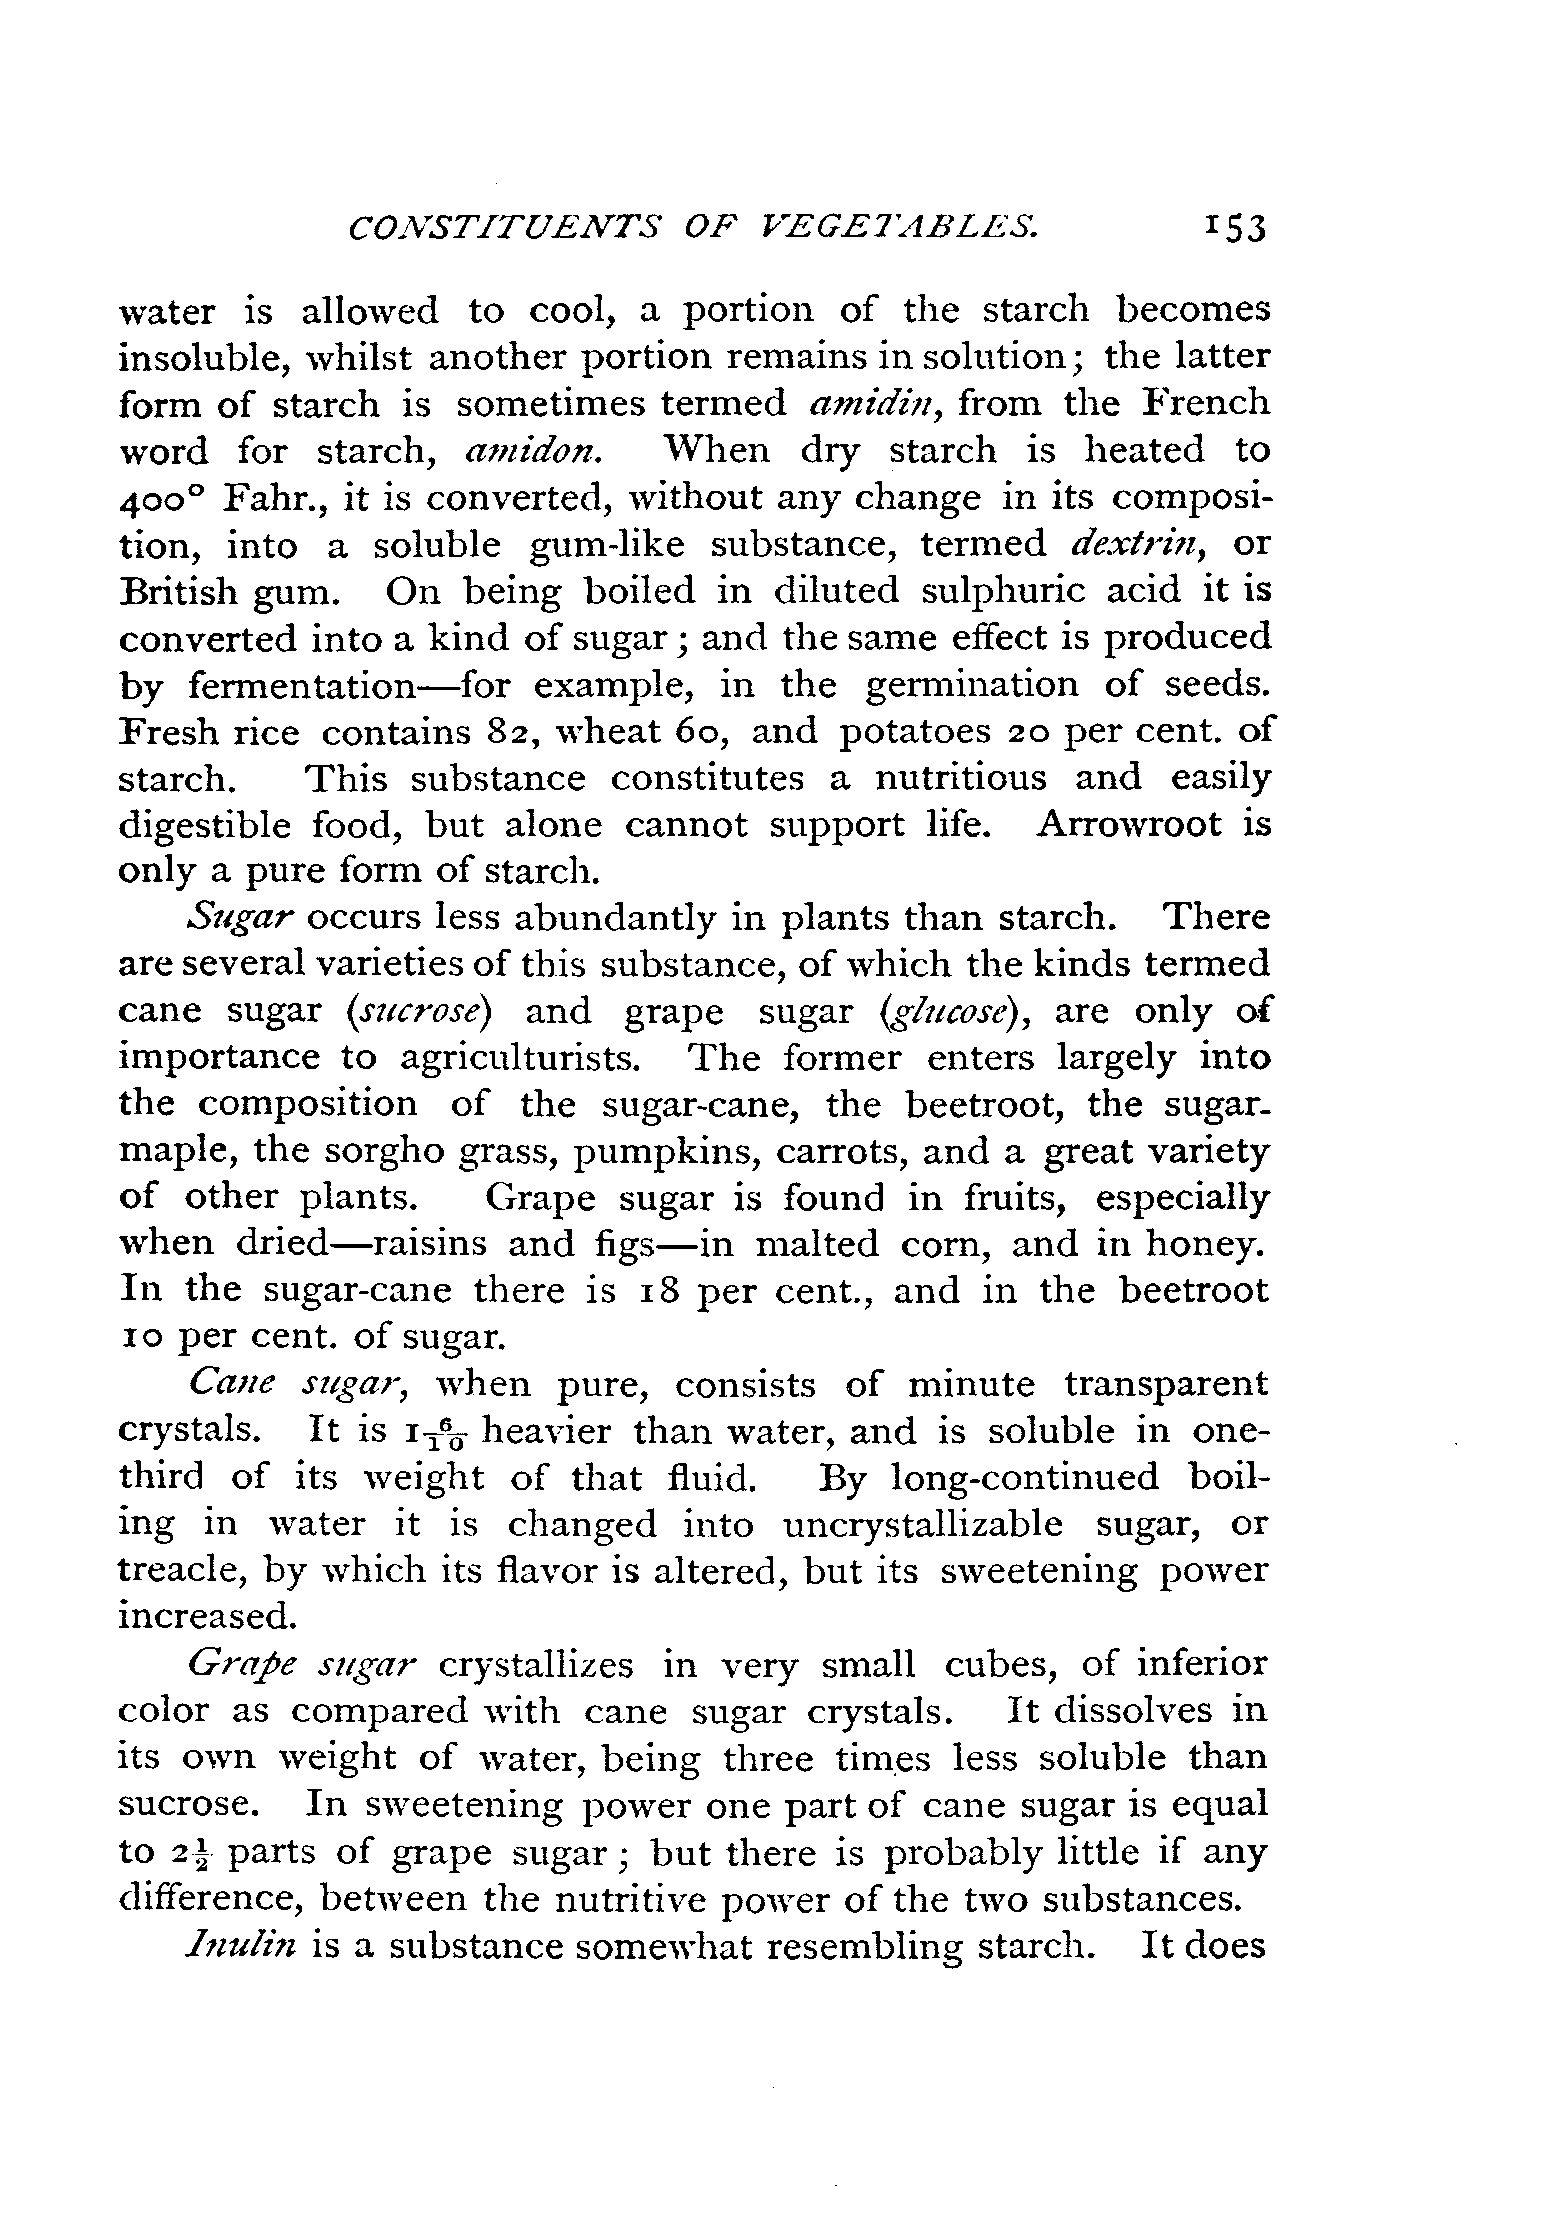 CONSTITUENTS OF VEGETABLES. 153
water is allowed to cool, a portion of the starch becomes
insoluble, whilst another portion remains in solution; the latter
form of starch is sometimes termed amidin, from the French
word for starch, amidon. When dry starch is heated to
400° Fahr., it is converted, without any change in its composi-
tion, into a soluble gum-like substance, termed dextrin, or
British gum. On being boiled in diluted sulphuric acid it is
converted into a kind of sugar; and the same effect is produced
by fermentation—for example, in the germination of seeds.
Fresh rice contains 82, wheat 60, and potatoes 20 per cent. of
starch. This substance constitutes a nutritious and easily
digestible food, but alone cannot support life. Arrowroot is
only a pure form of starch.
Sugar occurs less abundantly in plants than starch. There
are several varieties of this substance, of which the kinds termed
cane sugar (sucrose) and grape sugar (glucose), are only of
importance to agriculturists. The former enters largely into
the composition of the sugar-cane, the beetroot, the sugar-
maple, the sorgho grass, pumpkins, carrots, and a great variety
of other plants. Grape sugar is found in fruits, especially
when dried—raisins and figs—in malted corn, and in honey.
In the sugar-cane there is 18 per cent., and in the beetroot
10 per cent. of sugar.
Cane sugar, when pure, consists of minute transparent
crystals. It is 1 6/10 heavier than water, and is soluble in one-
third of its weight of that fluid. By long-continued boil-
ing in water it is changed into uncrystallizable sugar, or
treacle, by which its flavor is altered, but its sweetening power
increased.
Grape sugar crystallizes in very small cubes, of inferior
color as compared with cane sugar crystals. It dissolves in
its own weight of water, being three times less soluble than
sucrose. In sweetening power one part of cane sugar is equal
to 2½ parts of grape sugar; but there is probably little if any
difference, between the nutritive power of the two substances.
Inulin is a substance somewhat resembling starch. It does